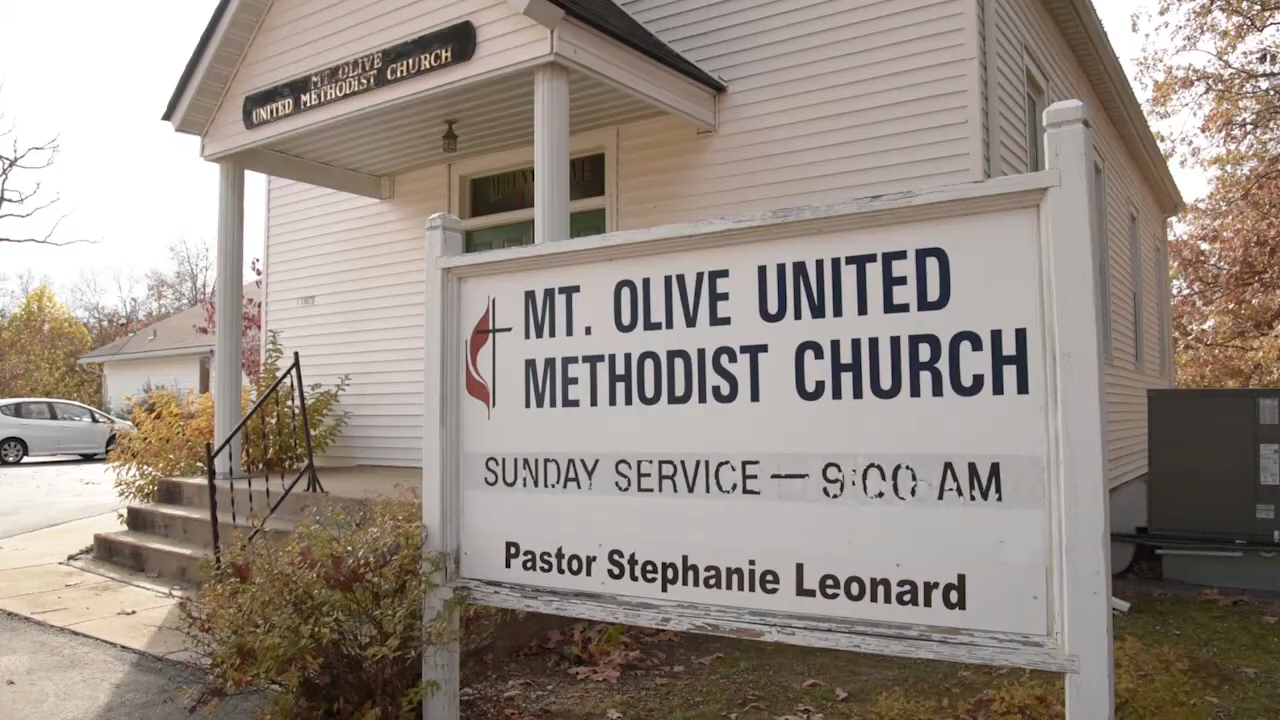 MT. OLIVE
UNITED METHODIST CHURCH
MT. OLIVE UNITED
METHODIST CHURCH
SUNDAY SERVICE — 9:00 AM
Pastor Stephanie Leonard